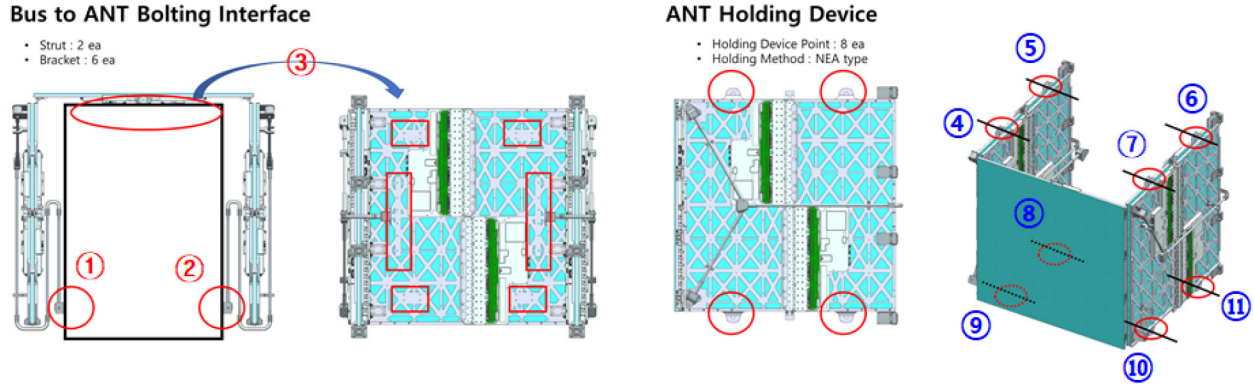 Bus to ANT Bolting Interface
• Strut : 2 ea
• Bracket : 6 ea
③
①
②
ANT Holding Device
• Holding Device Point : 8 ea
• Holding Method : NEA type
⑤
④
⑥
⑦
⑧
⑨
⑪
⑩